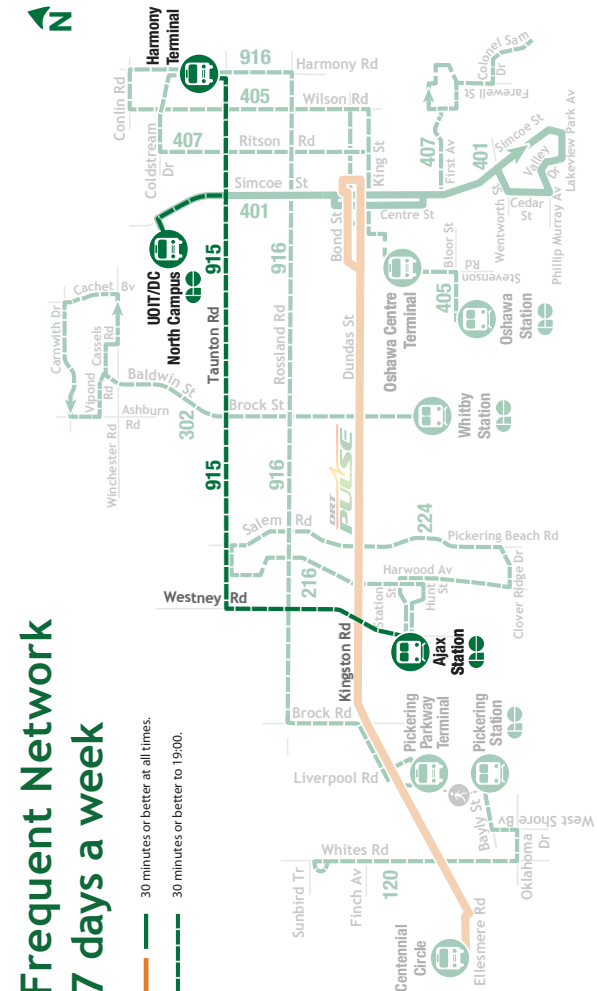 Frequent Network
7 days a week
30 minutes or better at all times.
30 minutes or better to 19:00.
N
Harmony
Terminal
916
Harmony Rd
Conlin Rd
405
Wilson Rd
Coldstream
Dr
407
Ritson Rd
King St
Simcoe St
401
Bond St
Centre St
Colonel Sam
Dr
Farewell St
407
First Av
401
Simcoe St
Valley
Dr
Lakeview Park Av
Wentworth St
Cedar
St
Phillip Murray Av
Bloor St
Stevenson
Rd
405
Oshawa Centre
Terminal
Oshawa
Station
UOIT/DC
North Campus
915
916
Taunton Rd
Rossland Rd
Dundas St
Carnwith Dr
Cachet Bv
Cassels
Rd
Vipond
Rd
Baldwin St
Ashburn
Rd
Winchester Rd
302
Brock St
Whitby
Station
915
916
DRT
PULSE
Salem Rd
224
Pickering Beach Rd
216
Harwood Av
Station
St
Hunt
St
Clover Ridge Dr
Westney Rd
Kingston Rd
Ajax
Station
Brock Rd
Pickering
Parkway
Terminal
Pickering
Station
Liverpool Rd
Bayly St
West Shore Bv
Whites Rd
Oklahoma
Dr
Sunbird Tr
Finch Av
120
Centennial
Circle
Ellesmere Rd